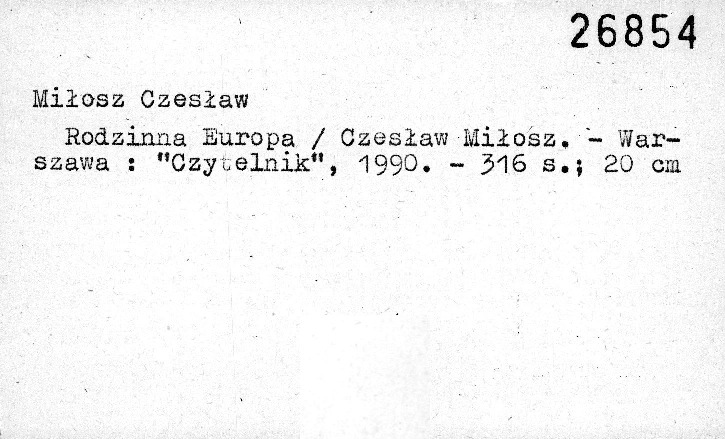 26854
Miłosz Czesław
Rodzinna Europa / Czesław Miłosz. - War-
szawa : "Czytelnik", 1990. - 316 s.; 20 cm